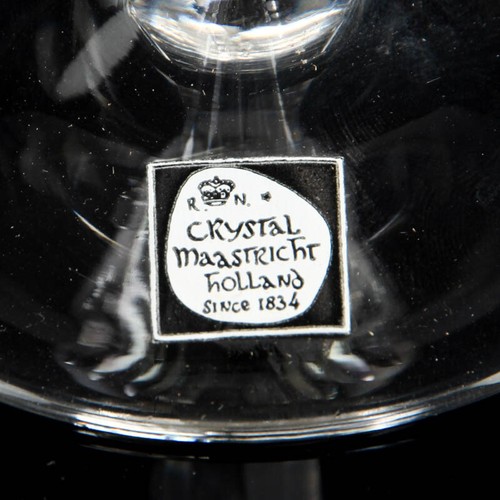 R. N. *
CRYSTAL
MAASTRICHT
HOLLAND
SINCE 1834